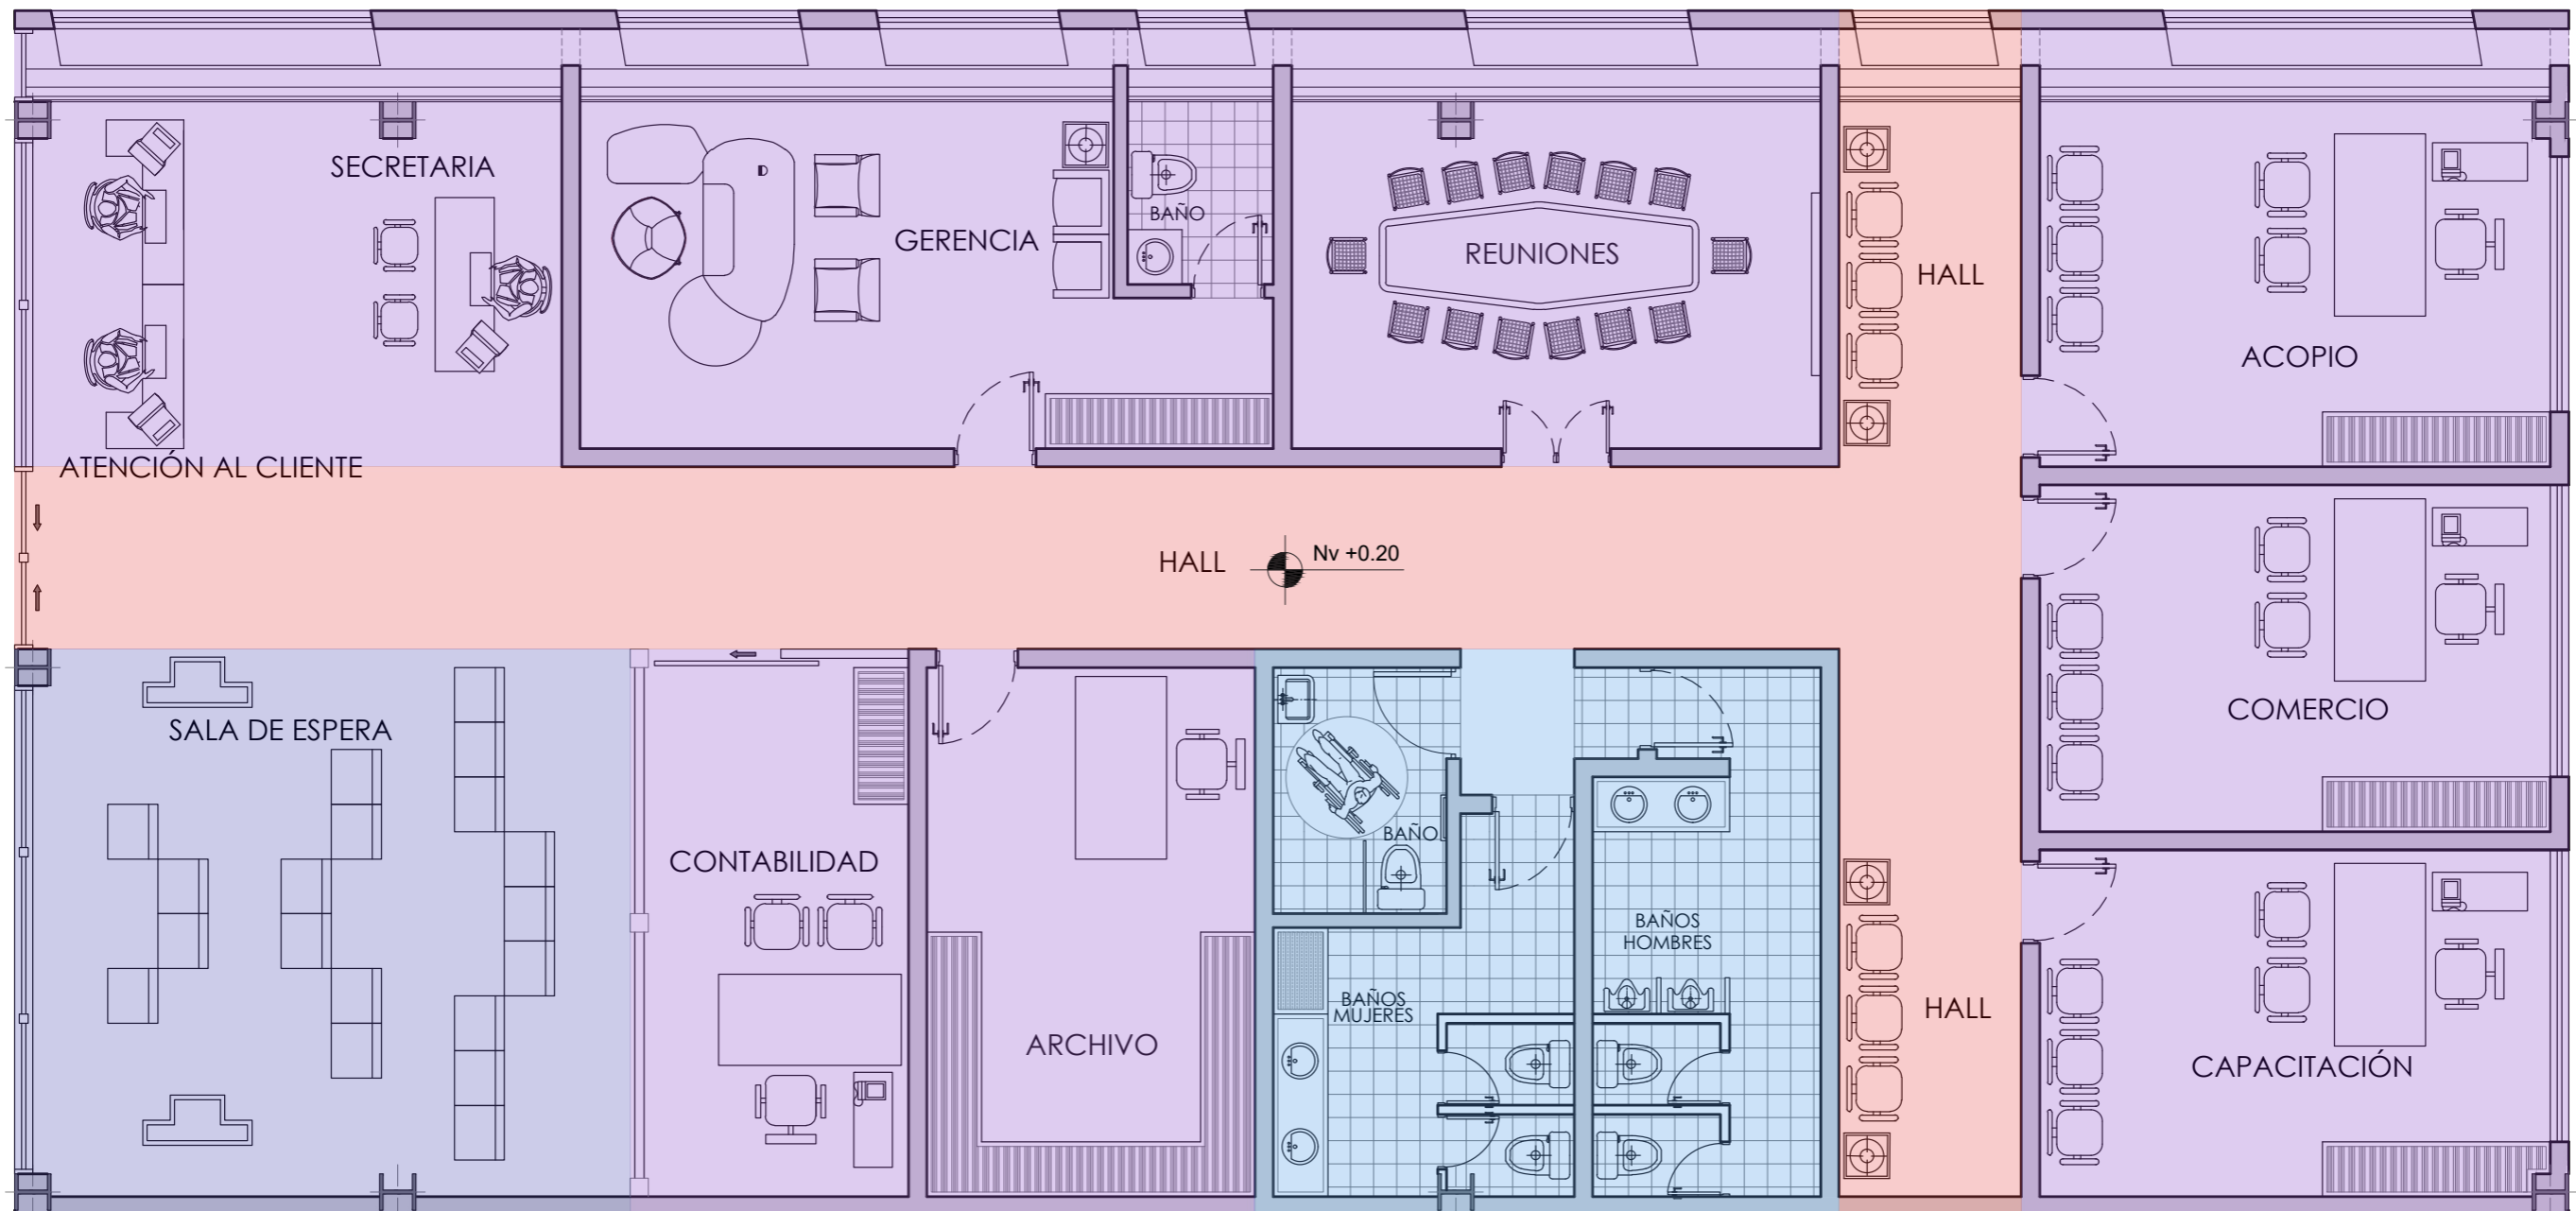 SECRETARIA
BAÑO
GERENCIA
REUNIONES
HALL
ACOPIO
ATENCIÓN AL CLIENTE
HALL
Nv +0.20
COMERCIO
SALA DE ESPERA
CONTABILIDAD
BAÑO
BAÑOS
HOMBRES
BAÑOS
MUJERES
HALL
ARCHIVO
CAPACITACIÓN